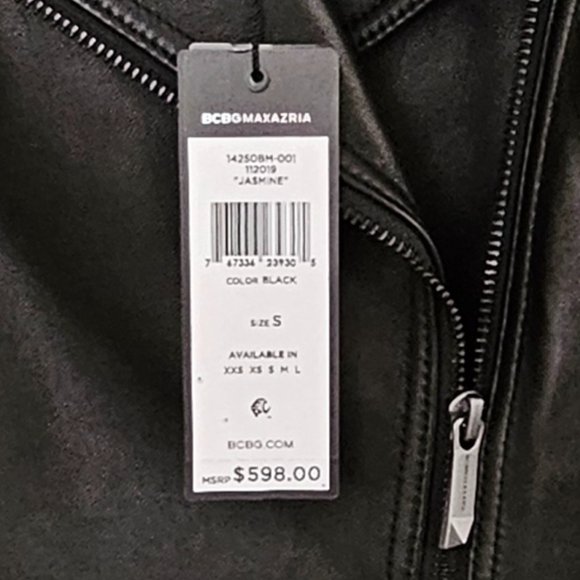 BCBGMAXAZRIA
14250BM-001
112019
"JASMINE"
7 67336 23930 5
COLOR BLACK
SIZE S
AVAILABLE IN
XXS XS S M L
BCBG.COM
MSRP $598.00